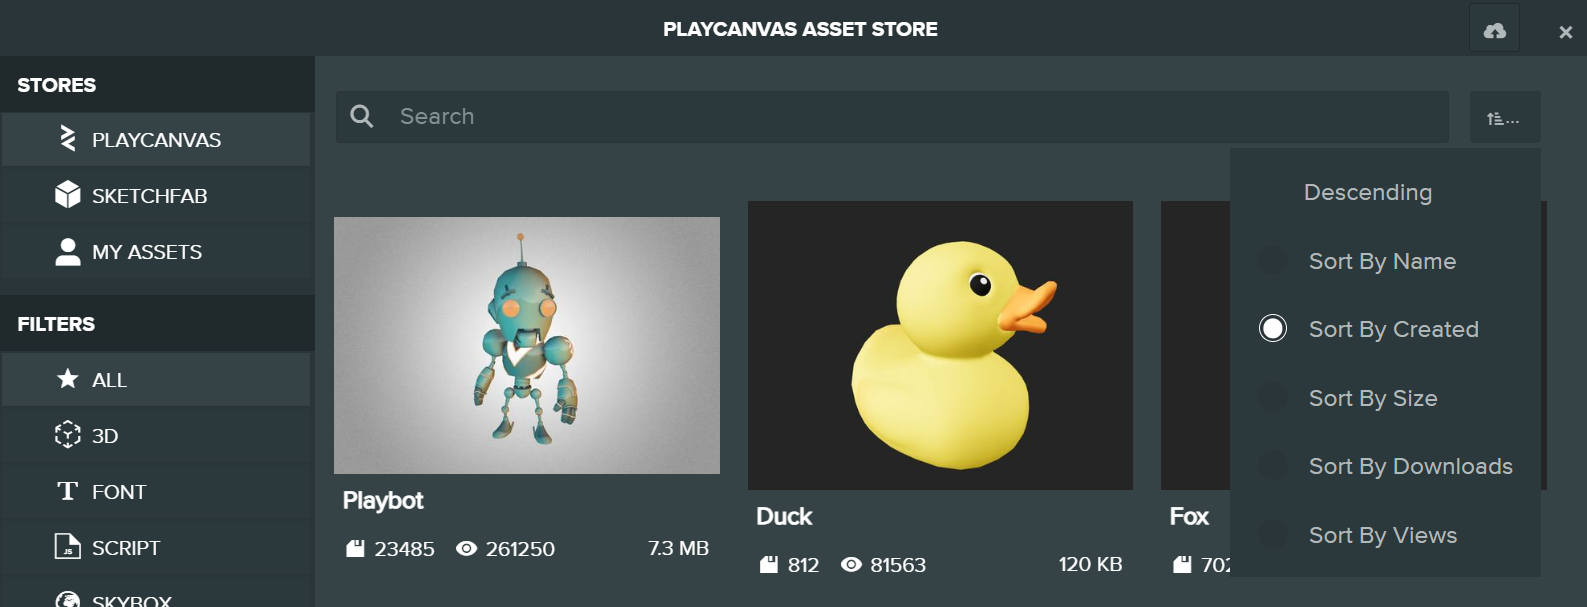 PLAYCANVAS ASSET STORE
STORES
PLAYCANVAS
SKETCHFAB
MY ASSETS
FILTERS
ALL
3D
FONT
JS SCRIPT
SKYBOX
Search
...
Descending
Sort By Name
Sort By Created
Sort By Size
Sort By Downloads
Sort By Views
Playbot
23485 261250 7.3 MB
Duck
812 81563 120 KB
Fox
702